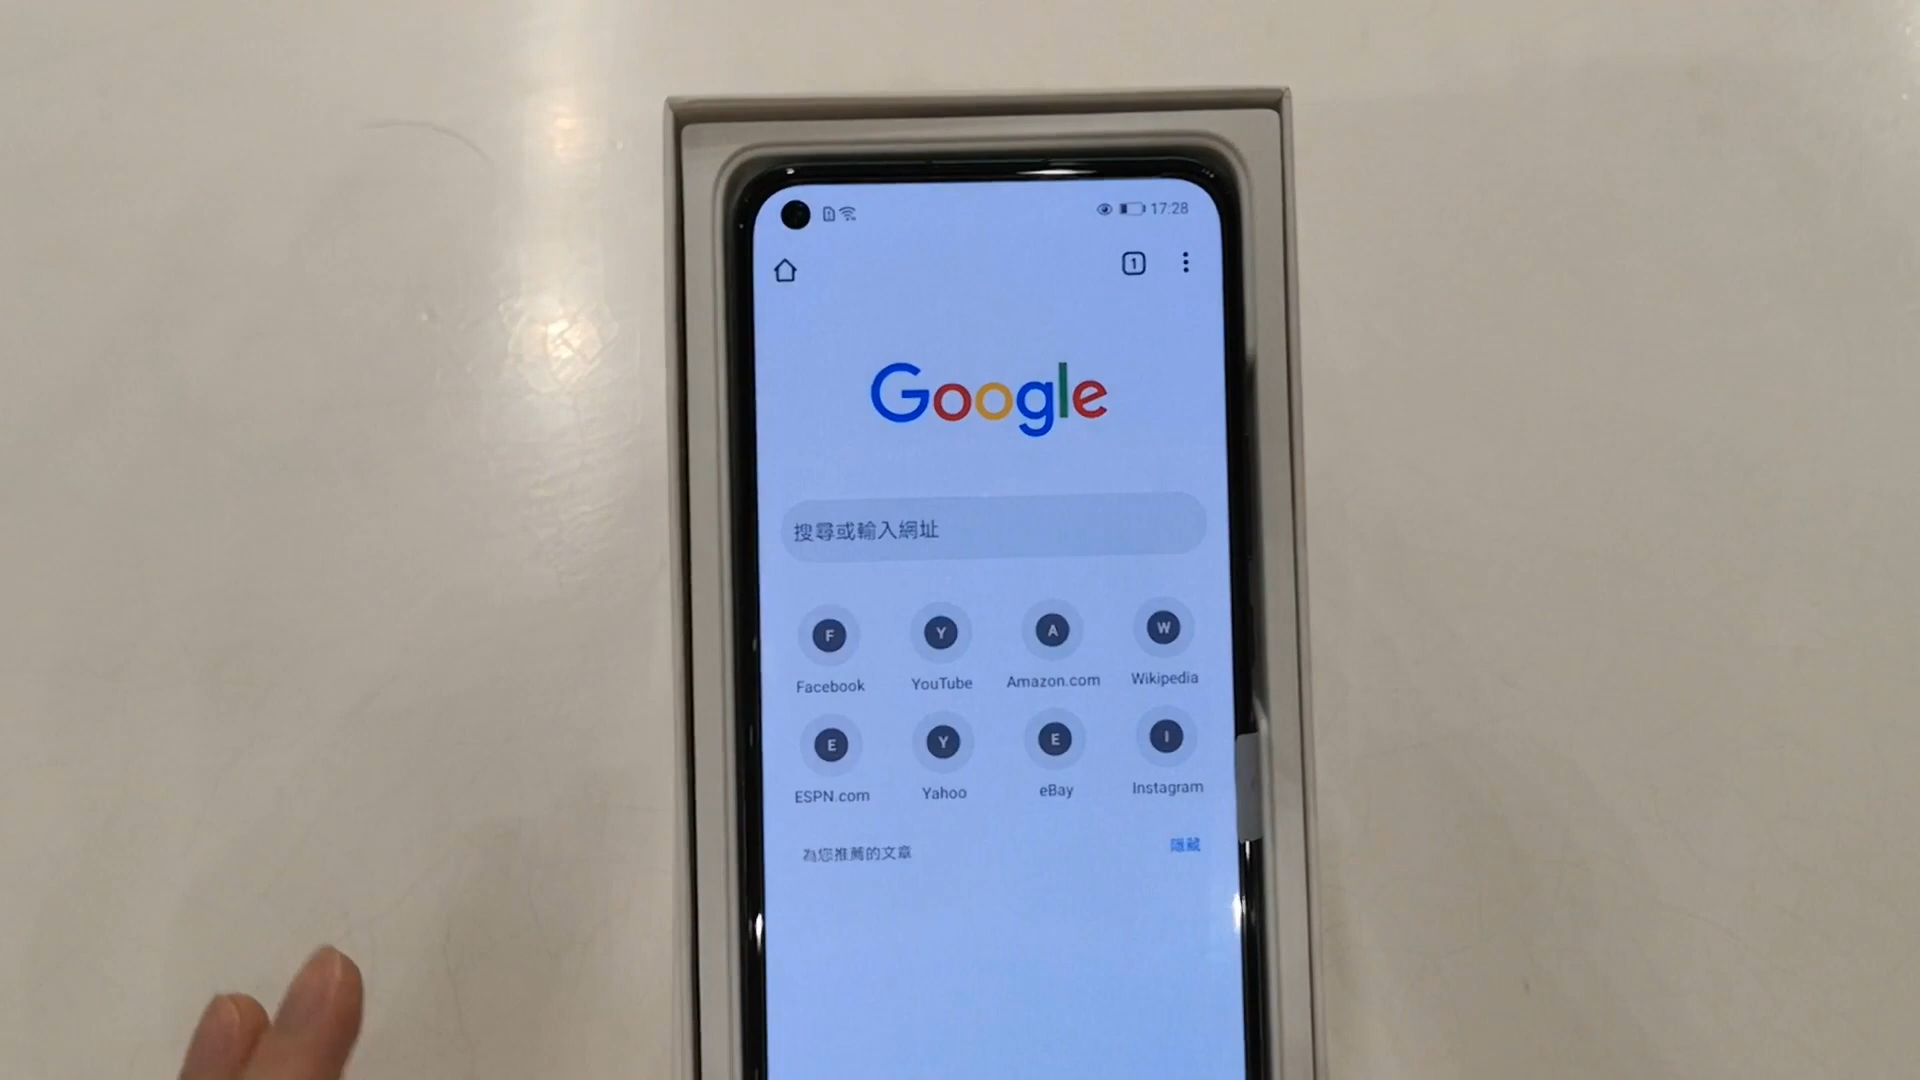 17:28
1
Google
搜尋或輸入網址
F Y A W
Facebook YouTube Amazon.com Wikipedia
E Y E I
ESPN.com Yahoo eBay Instagram
為您推薦的文章 隱藏